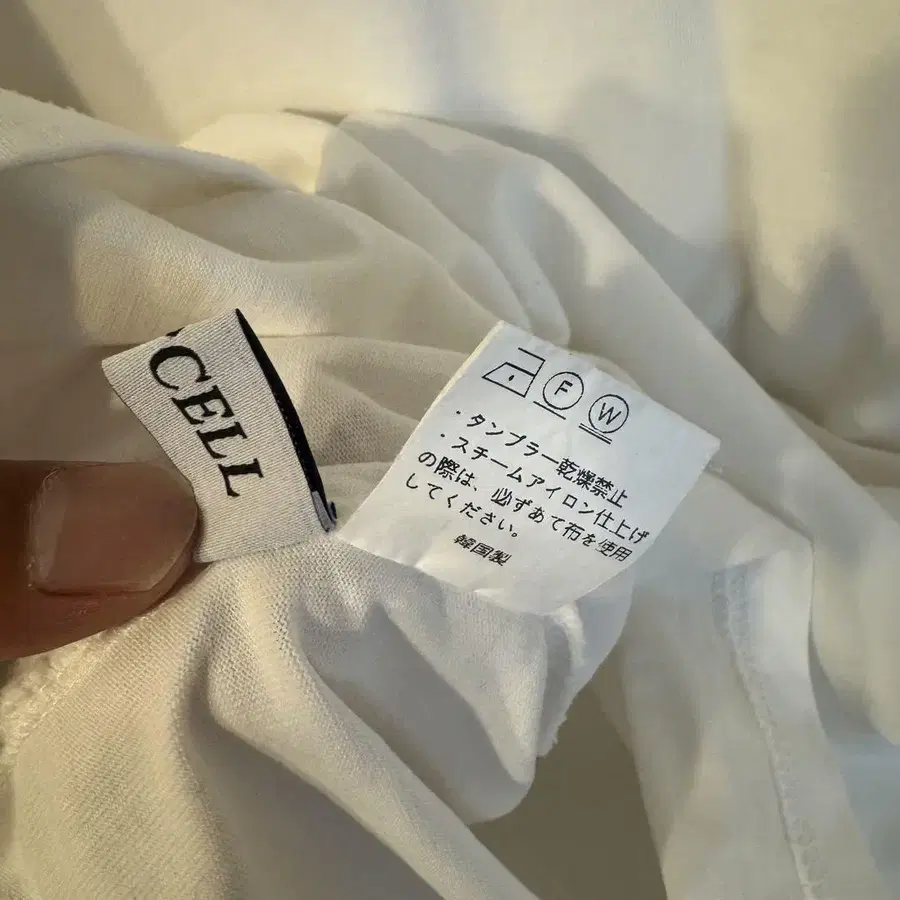 CELL
F W
・タンブラー乾燥禁止
・スチームアイロン仕上げ
の際は、必ずあて布を使用
してください。
韓国製